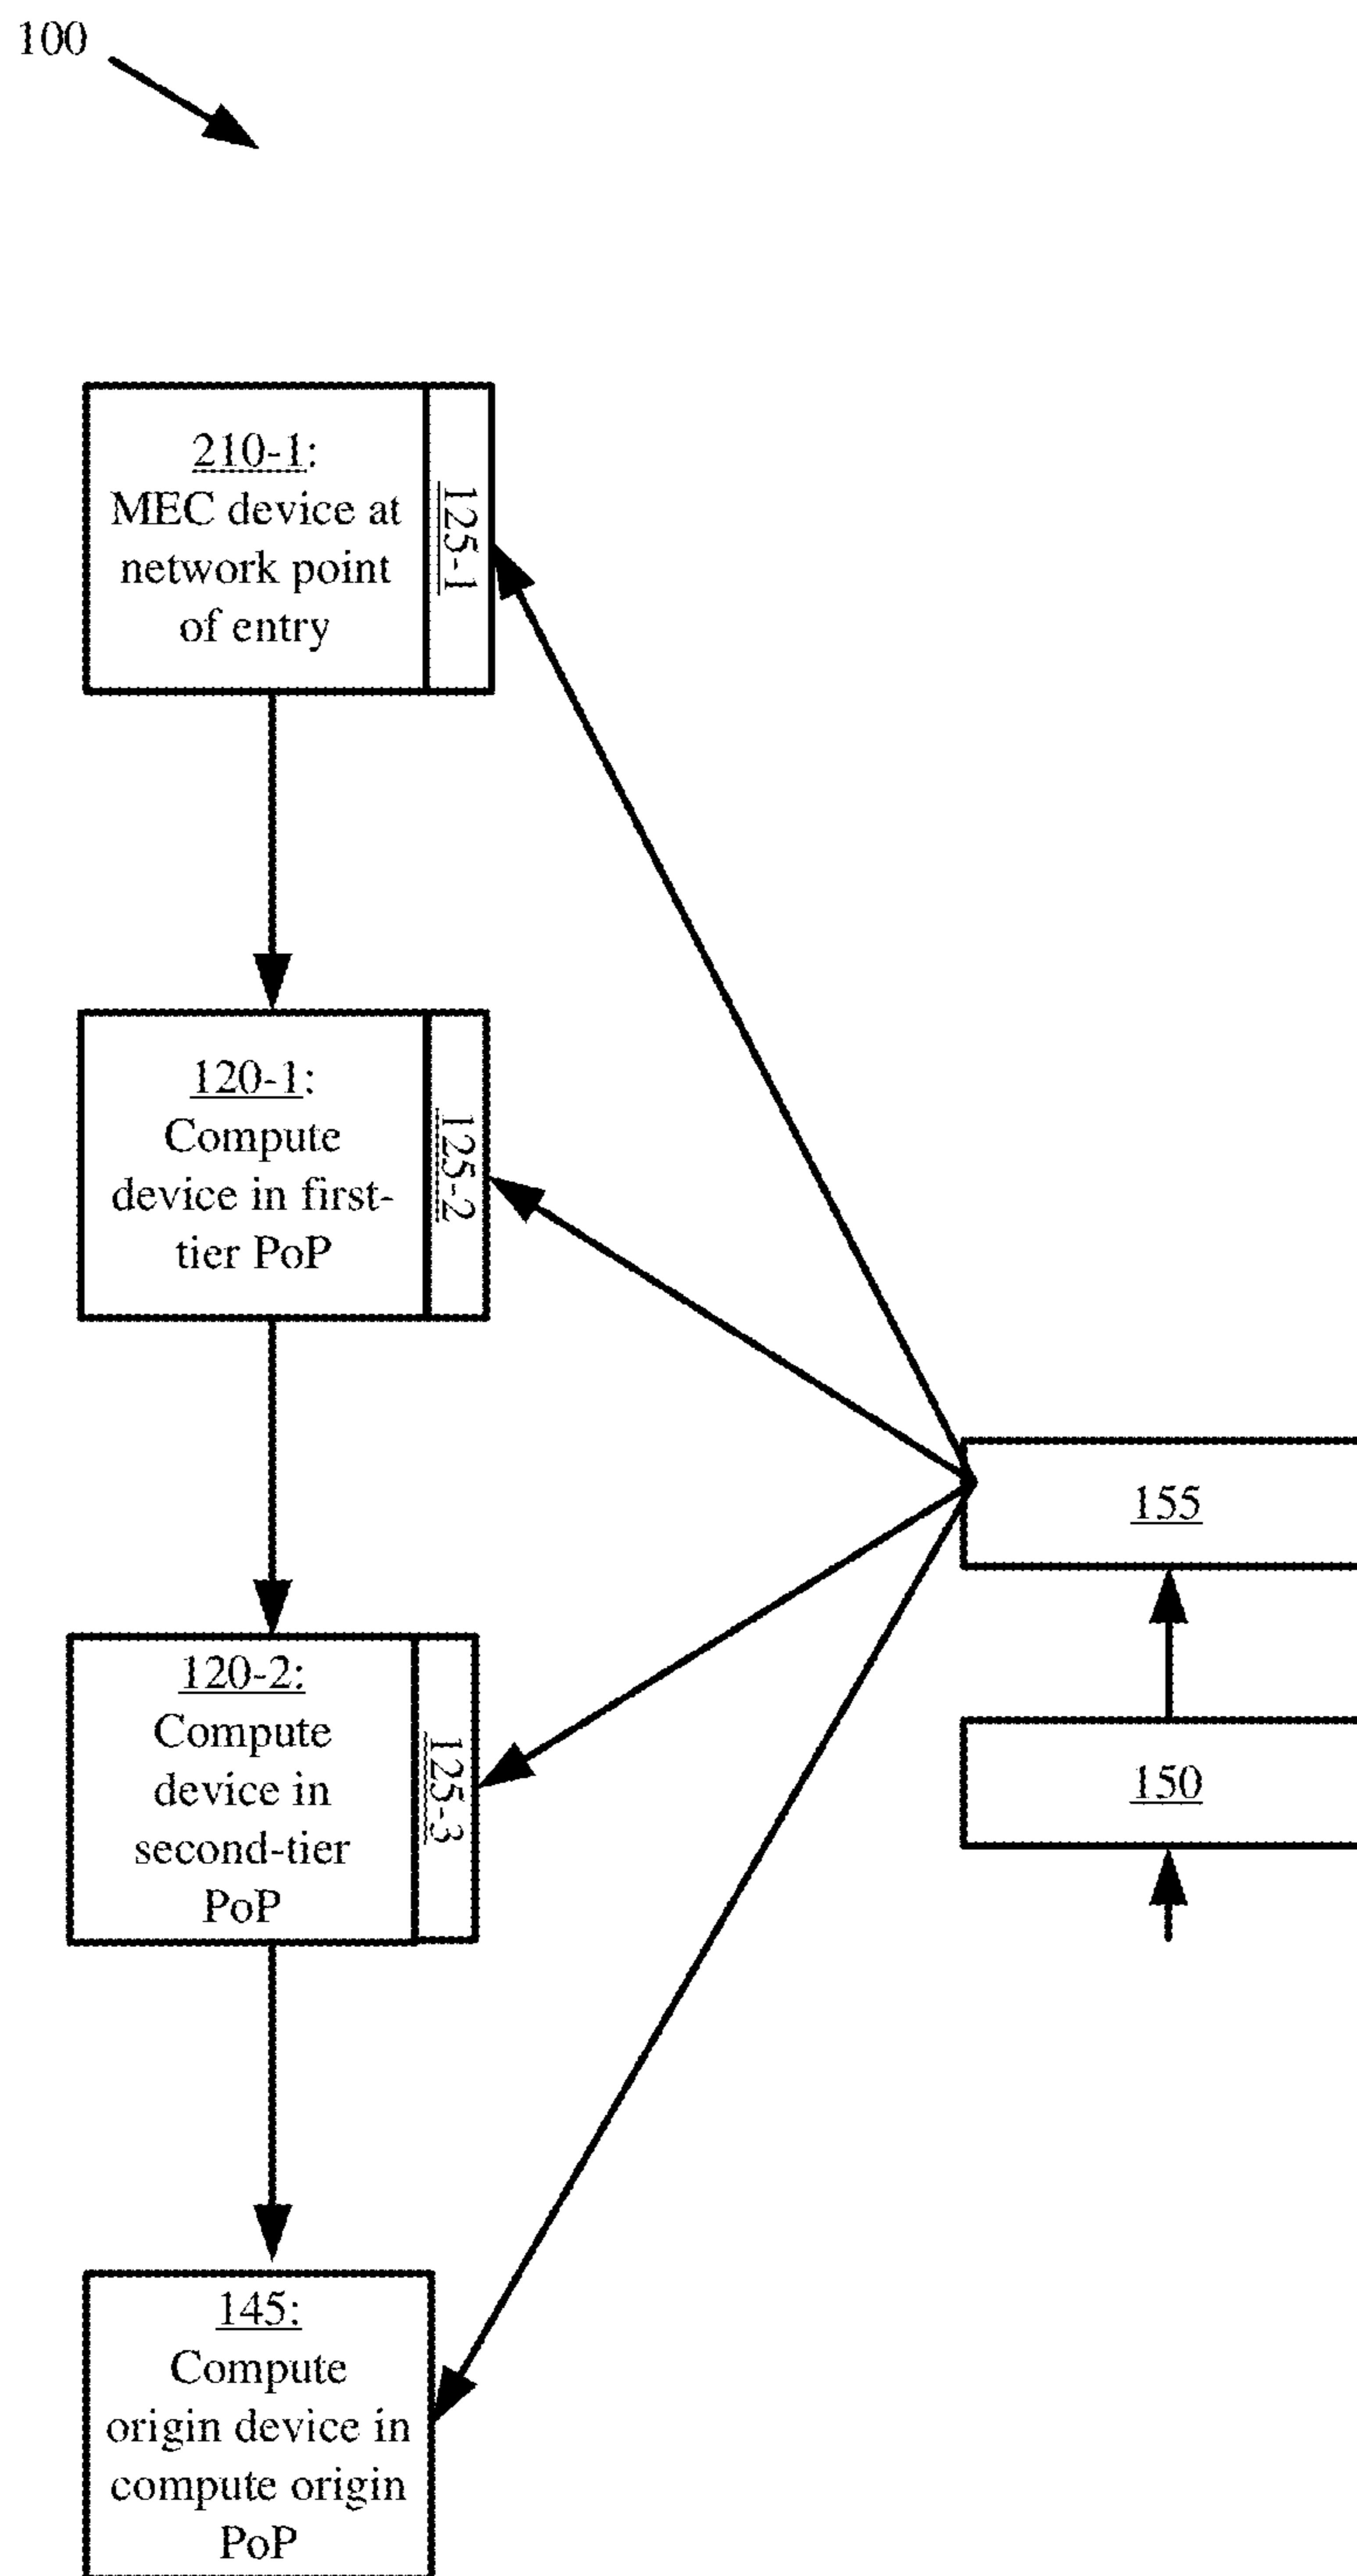 100
210-1:
MEC device at
network point
of entry
125-1
120-1:
Compute
device in first-
tier PoP
125-2
155
120-2:
Compute
device in
second-tier
PoP
125-3
150
145:
Compute
origin device in
compute origin
PoP